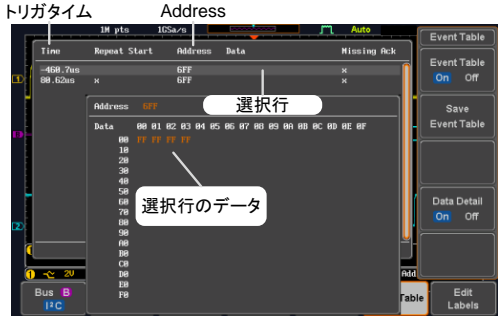 トリガタイム Address
1M pts 1GSa/s Auto
Event Table
Time Repeat Start Address Data Missing Ack
-460.7us 6FF x
80.62us x 6FF x
選択行
Address 6FF
Data 00 01 02 03 04 05 06 07 08 09 0A 0B 0C 0D 0E 0F
00 FF FF FF FF
10
20
30
40
50
60
70
80
90
A0
B0
C0
D0
E0
F0
選択行のデータ
Event Table
On Off
Save
Event Table
Data Detail
On Off
1 2V
Add
Bus B
I²C
Table
Edit
Labels